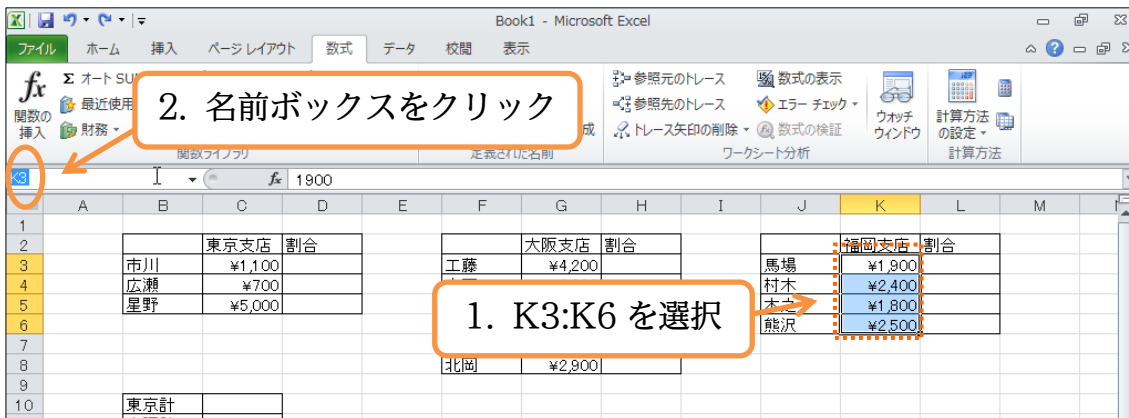 Book1 - Microsoft Excel
ファイル ホーム 挿入 ページ レイアウト 数式 データ 校閲 表示
fx Σ オート SU 参照元のトレース 数式の表示
最近使用 参照先のトレース エラー チェック
関数の挿入 財務 成 トレース矢印の削除 数式の検証 ウォッチ ウィンドウ 計算方法の設定
関数ライブラリ 定義された名前 ワークシート分析 計算方法
2. 名前ボックスをクリック
K3 fx 1900
A B C D E F G H I J K L M
1
2 東京支店 割合 大阪支店 割合 福岡支店 割合
3 市川 ¥1,100 工藤 ¥4,200 馬場 ¥1,900
4 広瀬 ¥700 村木 ¥2,400
5 星野 ¥5,000 ¥1,800
6 熊沢 ¥2,500
1. K3:K6 を選択
7
8 北岡 ¥2,900
9
10 東京計